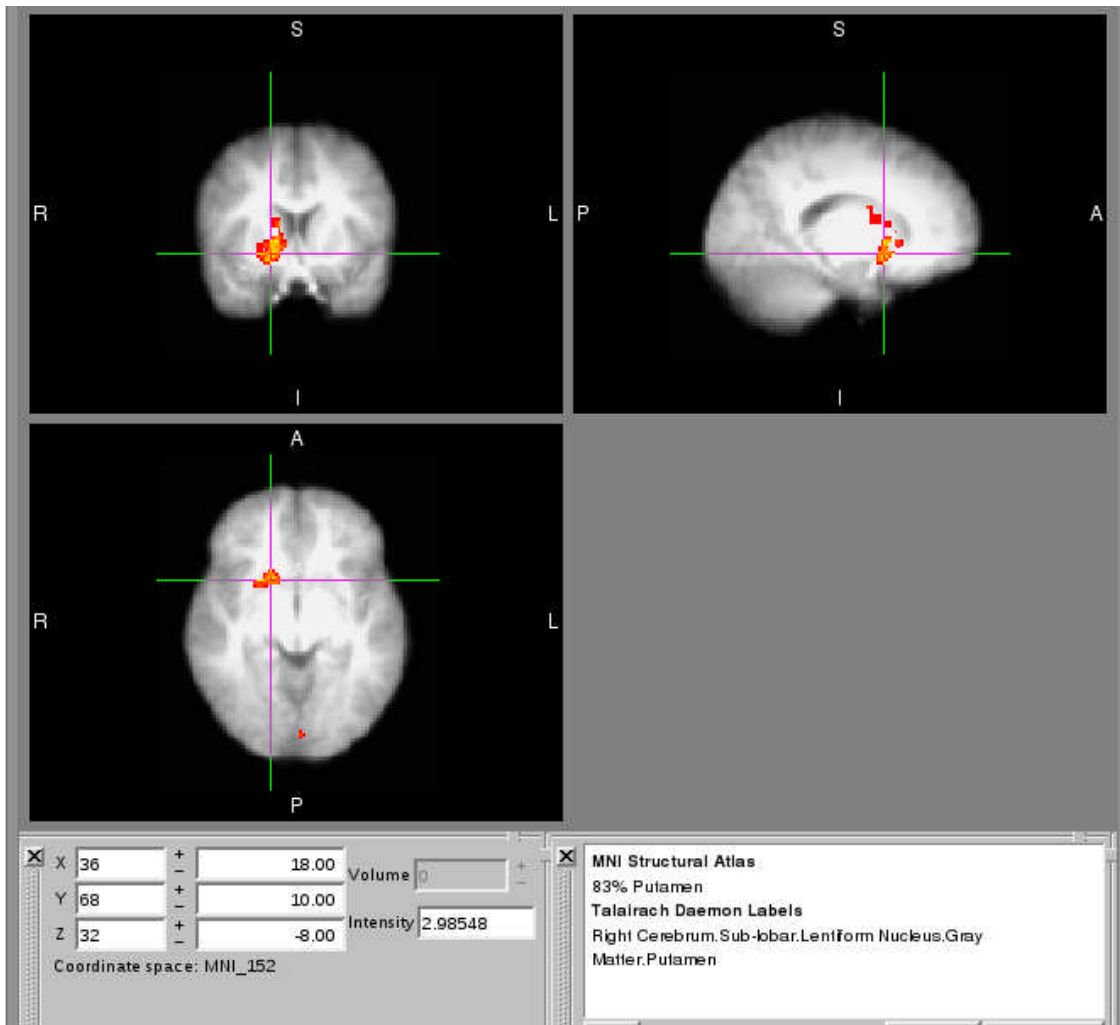 S
R
L
I
S
P
A
I
A
R
L
P
X 36 + − 18.00
Y 68 + − 10.00
Z 32 + − -8.00
Volume 0 + −
Intensity 2.98548
Coordinate space: MNI_152
MNI Structural Atlas
83% Putamen
Talairach Daemon Labels
Right Cerebrum.Sub-lobar.Lentiform Nucleus.Gray
Matter.Putamen